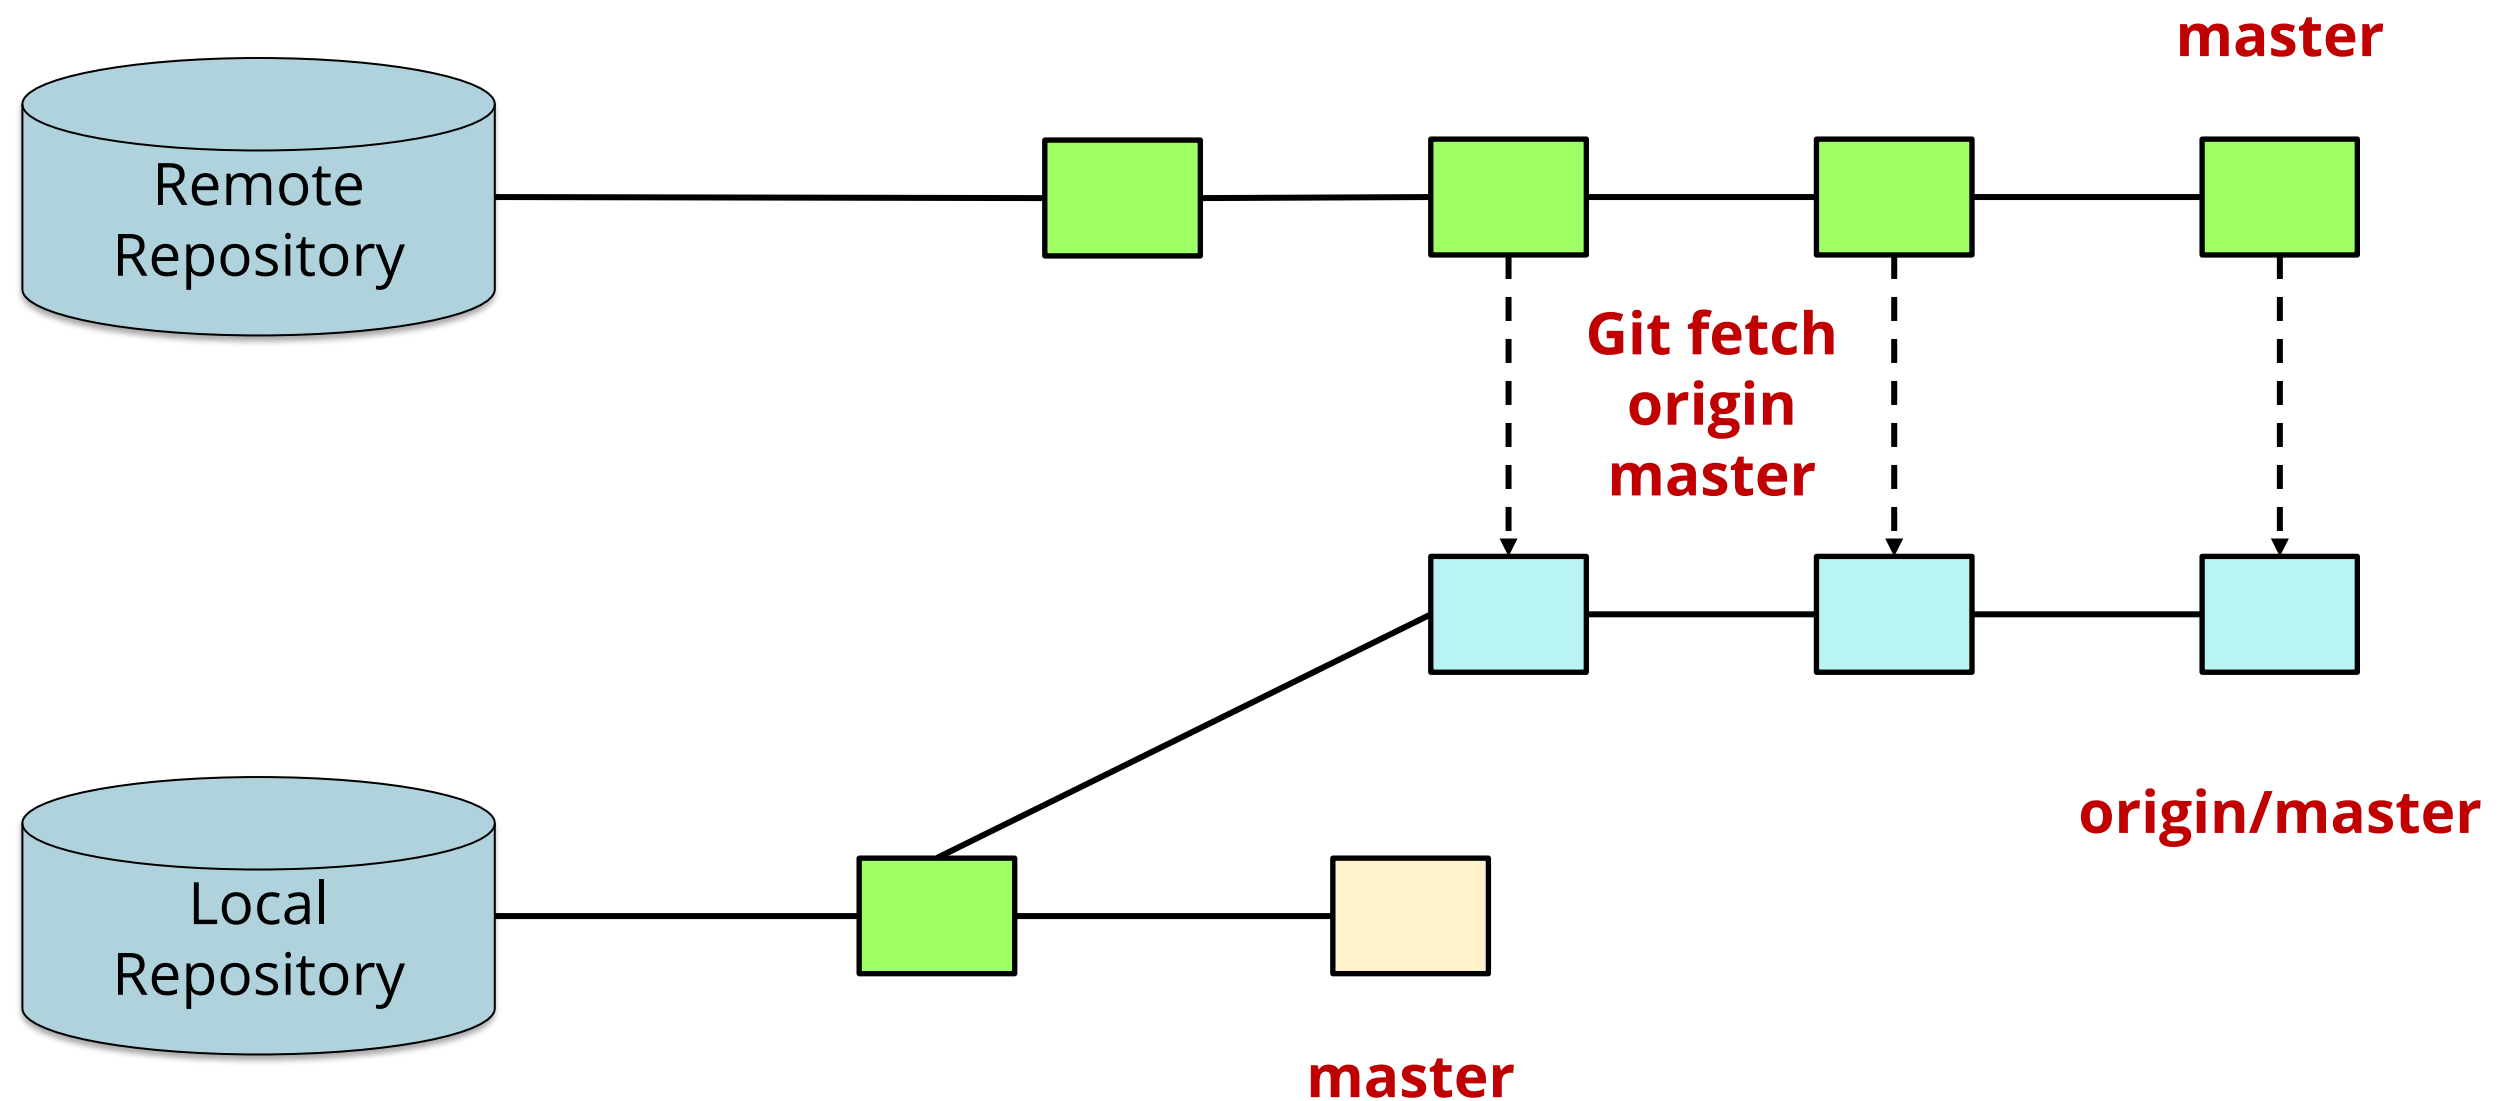 master
Remote
Repository
Git fetch
origin
master
origin/master
Local
Repository
master